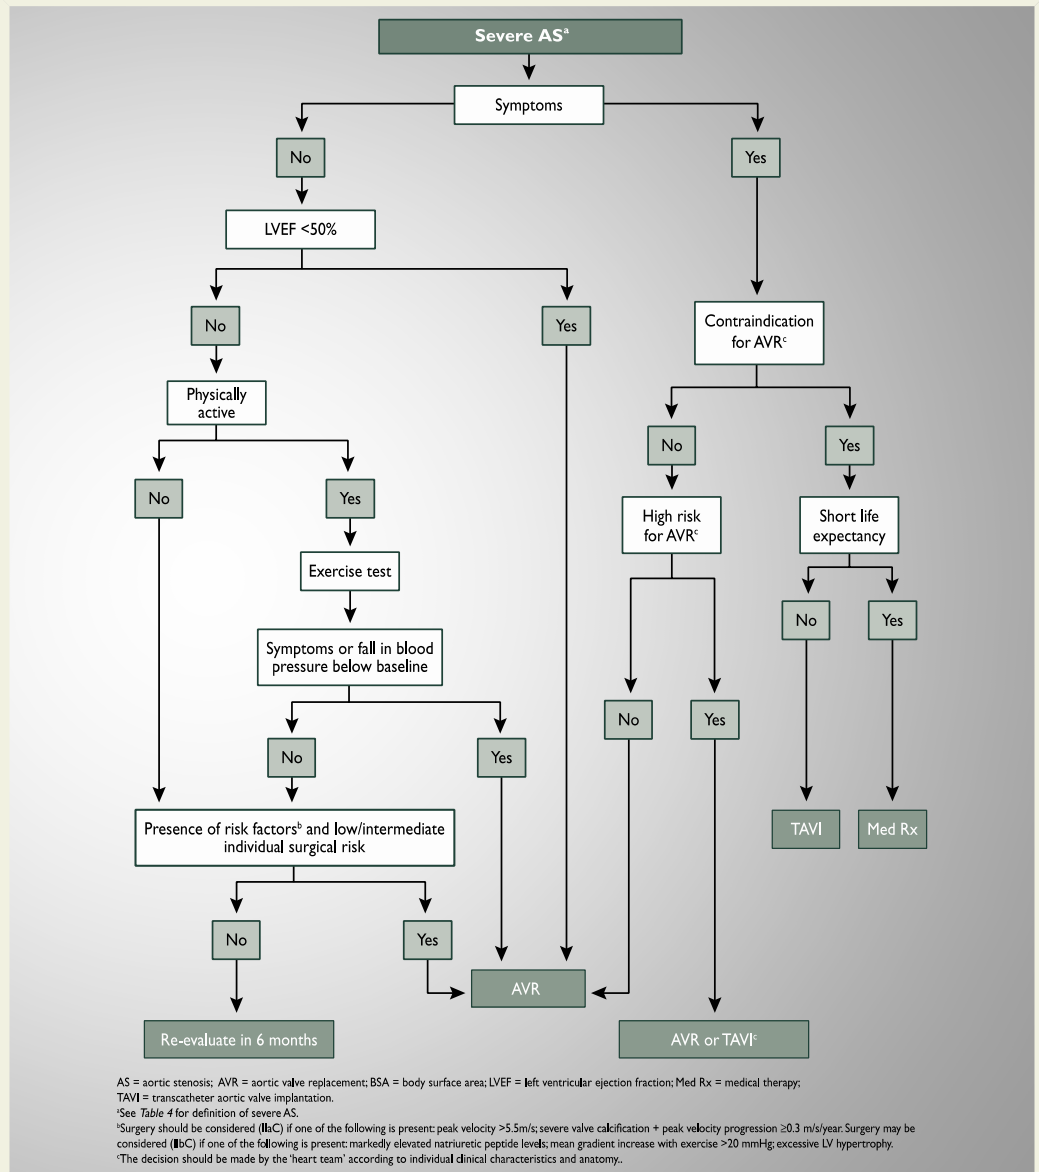 Severe ASᵃ
Symptoms
No
Yes
LVEF <50%
No
Yes
Contraindication
for AVRᶜ
Physically
active
No
Yes
No
Yes
High risk
for AVRᶜ
Short life
expectancy
Exercise test
No
Yes
Symptoms or fall in blood
pressure below baseline
No
Yes
No
Yes
Presence of risk factorsᵇ and low/intermediate
individual surgical risk
TAVI
Med Rx
No
Yes
AVR
Re-evaluate in 6 months
AVR or TAVIᶜ
AS = aortic stenosis; AVR = aortic valve replacement; BSA = body surface area; LVEF = left ventricular ejection fraction; Med Rx = medical therapy;
TAVI = transcatheter aortic valve implantation.
ᵃSee Table 4 for definition of severe AS.
ᵇSurgery should be considered (IIaC) if one of the following is present: peak velocity >5.5m/s; severe valve calcification + peak velocity progression ≥0.3 m/s/year. Surgery may be
considered (IIbC) if one of the following is present: markedly elevated natriuretic peptide levels; mean gradient increase with exercise >20 mmHg; excessive LV hypertrophy.
ᶜThe decision should be made by the ‘heart team’ according to individual clinical characteristics and anatomy..